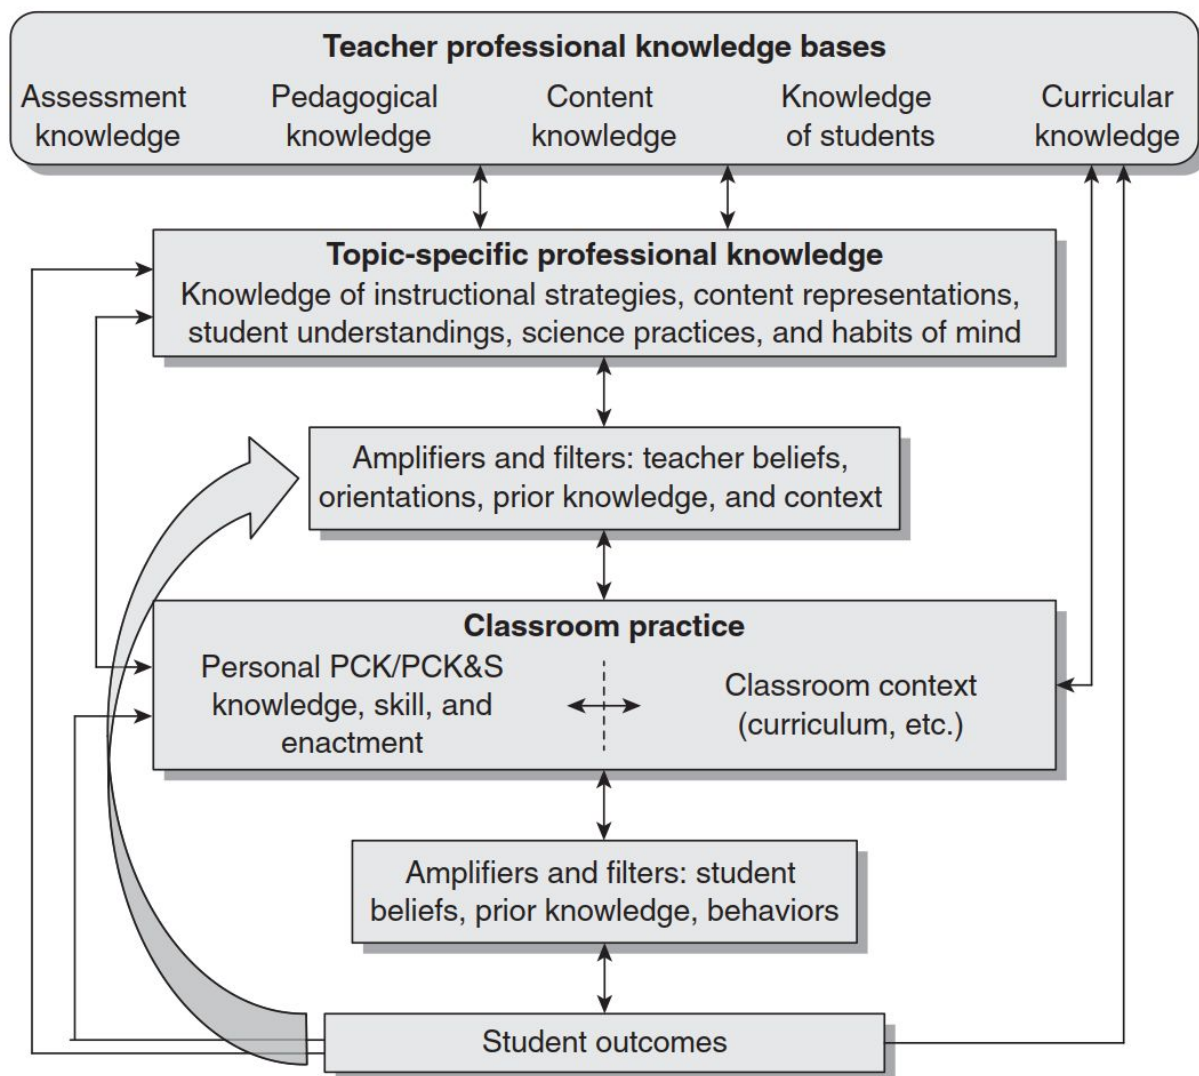 Teacher professional knowledge bases
Assessment knowledge
Pedagogical knowledge
Content knowledge
Knowledge of students
Curricular knowledge
Topic-specific professional knowledge
Knowledge of instructional strategies, content representations,
student understandings, science practices, and habits of mind
Amplifiers and filters: teacher beliefs,
orientations, prior knowledge, and context
Classroom practice
Personal PCK/PCK&S
knowledge, skill, and
enactment
Classroom context
(curriculum, etc.)
Amplifiers and filters: student
beliefs, prior knowledge, behaviors
Student outcomes